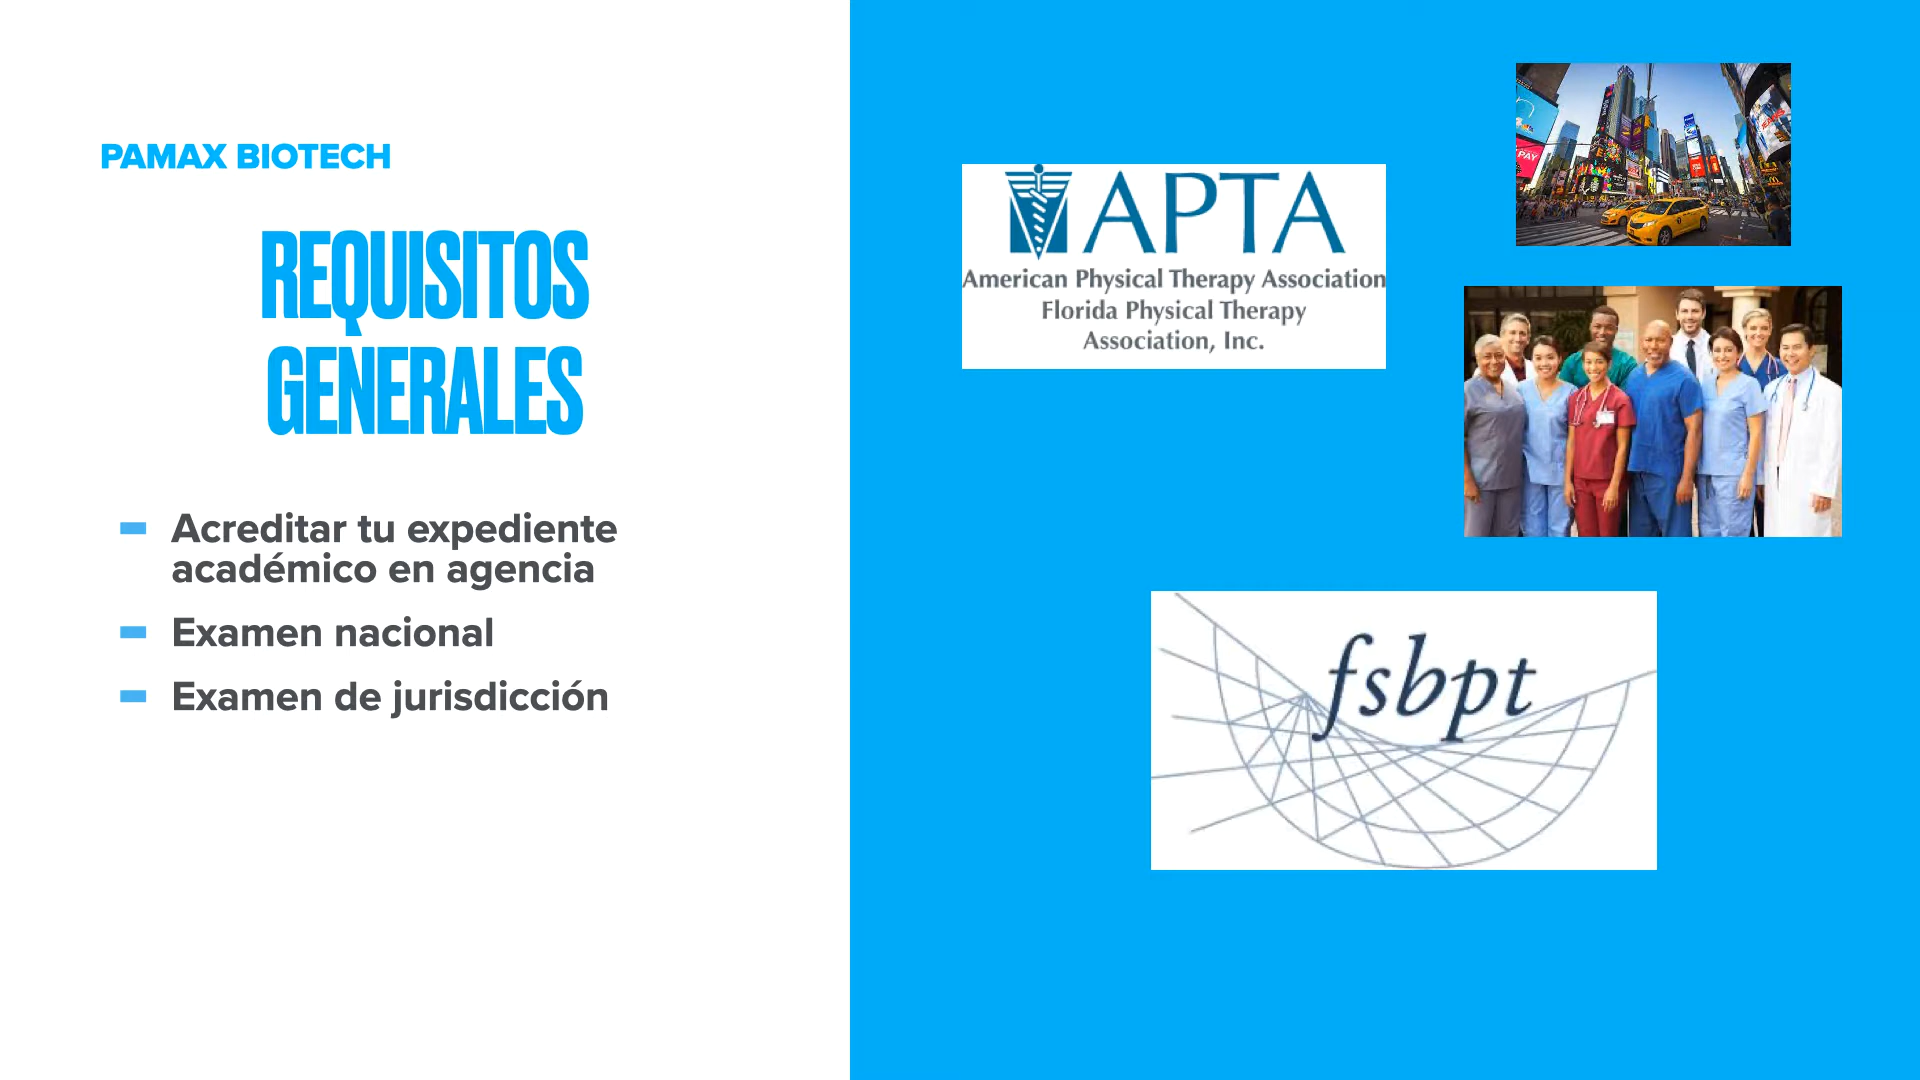 PAMAX BIOTECH
REQUISITOS
GENERALES
Acreditar tu expediente
académico en agencia
Examen nacional
Examen de jurisdicción
APTA
American Physical Therapy Association
Florida Physical Therapy
Association, Inc.
PAY
fsbpt